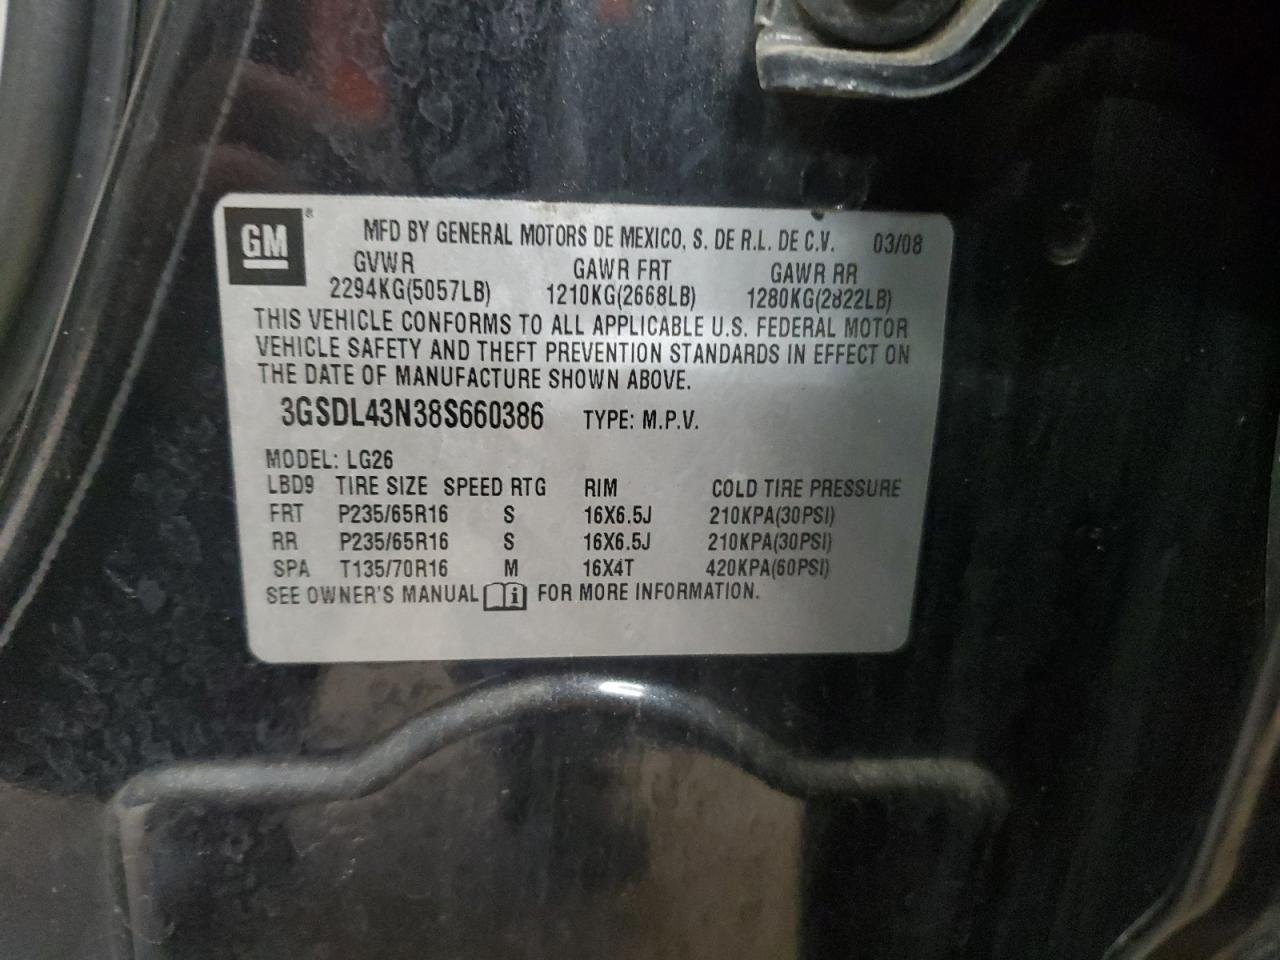 GM ® MFD BY GENERAL MOTORS DE MEXICO, S. DE R.L. DE C.V. 03/08
GVWR GAWR FRT GAWR RR
2294KG(5057LB) 1210KG(2668LB) 1280KG(2822LB)
THIS VEHICLE CONFORMS TO ALL APPLICABLE U.S. FEDERAL MOTOR
VEHICLE SAFETY AND THEFT PREVENTION STANDARDS IN EFFECT ON
THE DATE OF MANUFACTURE SHOWN ABOVE.
3GSDL43N38S660386 TYPE: M.P.V.
MODEL: LG26
LBD9 TIRE SIZE SPEED RTG RIM COLD TIRE PRESSURE
FRT P235/65R16 S 16X6.5J 210KPA(30PSI)
RR P235/65R16 S 16X6.5J 210KPA(30PSI)
SPA T135/70R16 M 16X4T 420KPA(60PSI)
SEE OWNER'S MANUAL i FOR MORE INFORMATION.